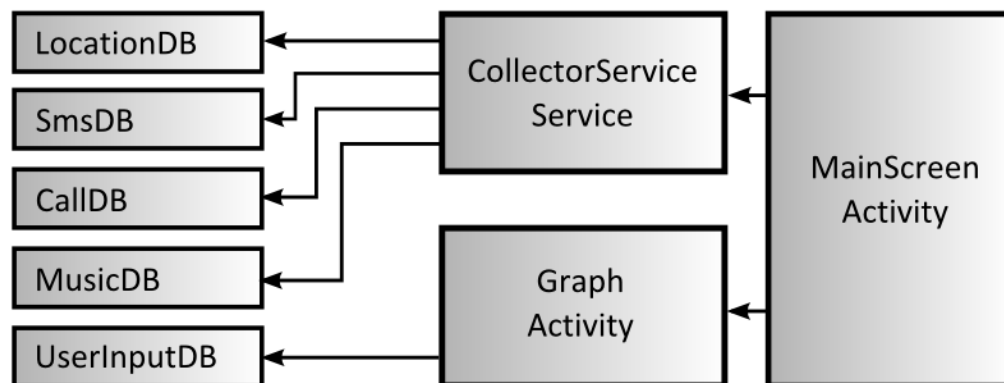 LocationDB
SmsDB
CallDB
MusicDB
UserInputDB
CollectorService
Service
Graph
Activity
MainScreen
Activity